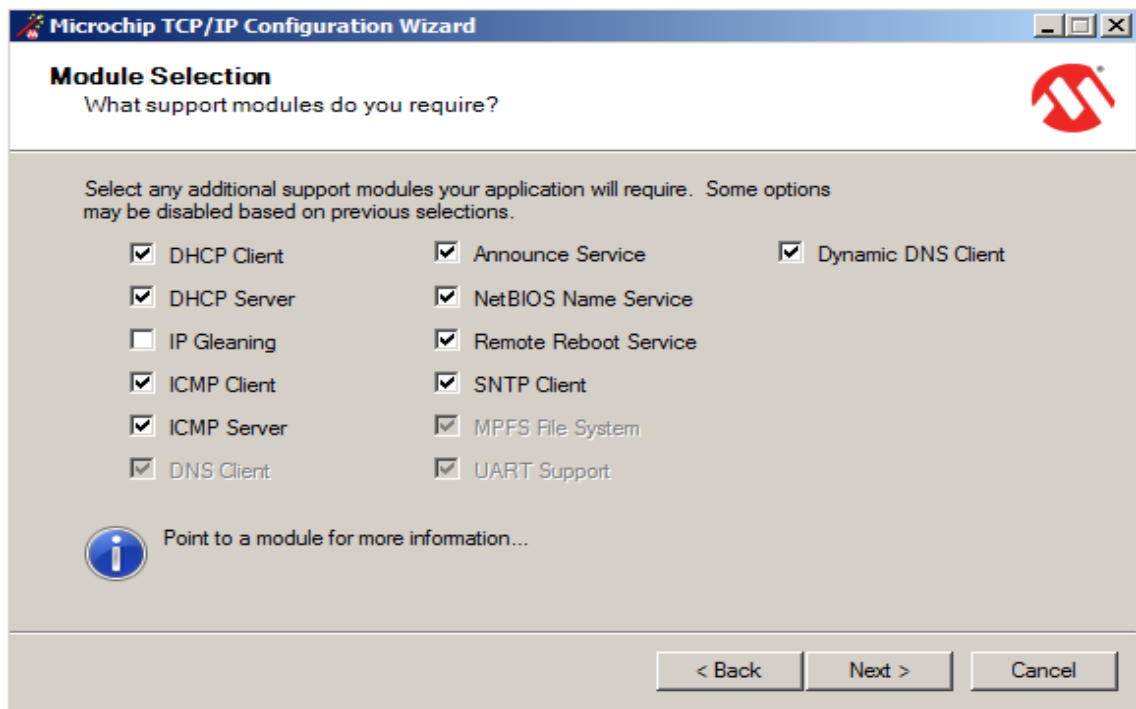 Microchip TCP/IP Configuration Wizard
Module Selection
What support modules do you require?
Select any additional support modules your application will require. Some options
may be disabled based on previous selections.
DHCP Client
DHCP Server
IP Gleaning
ICMP Client
ICMP Server
DNS Client
Announce Service
NetBIOS Name Service
Remote Reboot Service
SNTP Client
MPFS File System
UART Support
Dynamic DNS Client
Point to a module for more information...
< Back
Next >
Cancel